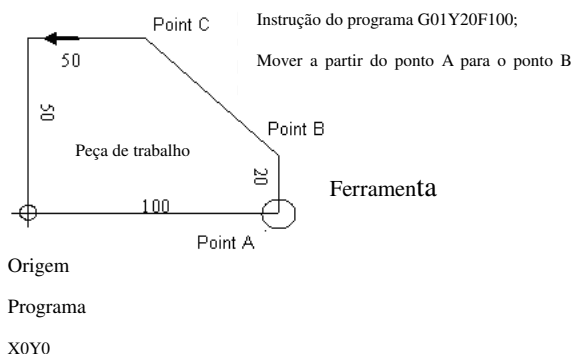 Point C
Instrução do programa G01Y20F100;
50
Mover a partir do ponto A para o ponto B
50
Point B
Peça de trabalho
20
Ferramenta
100
Point A
Origem
Programa
X0Y0